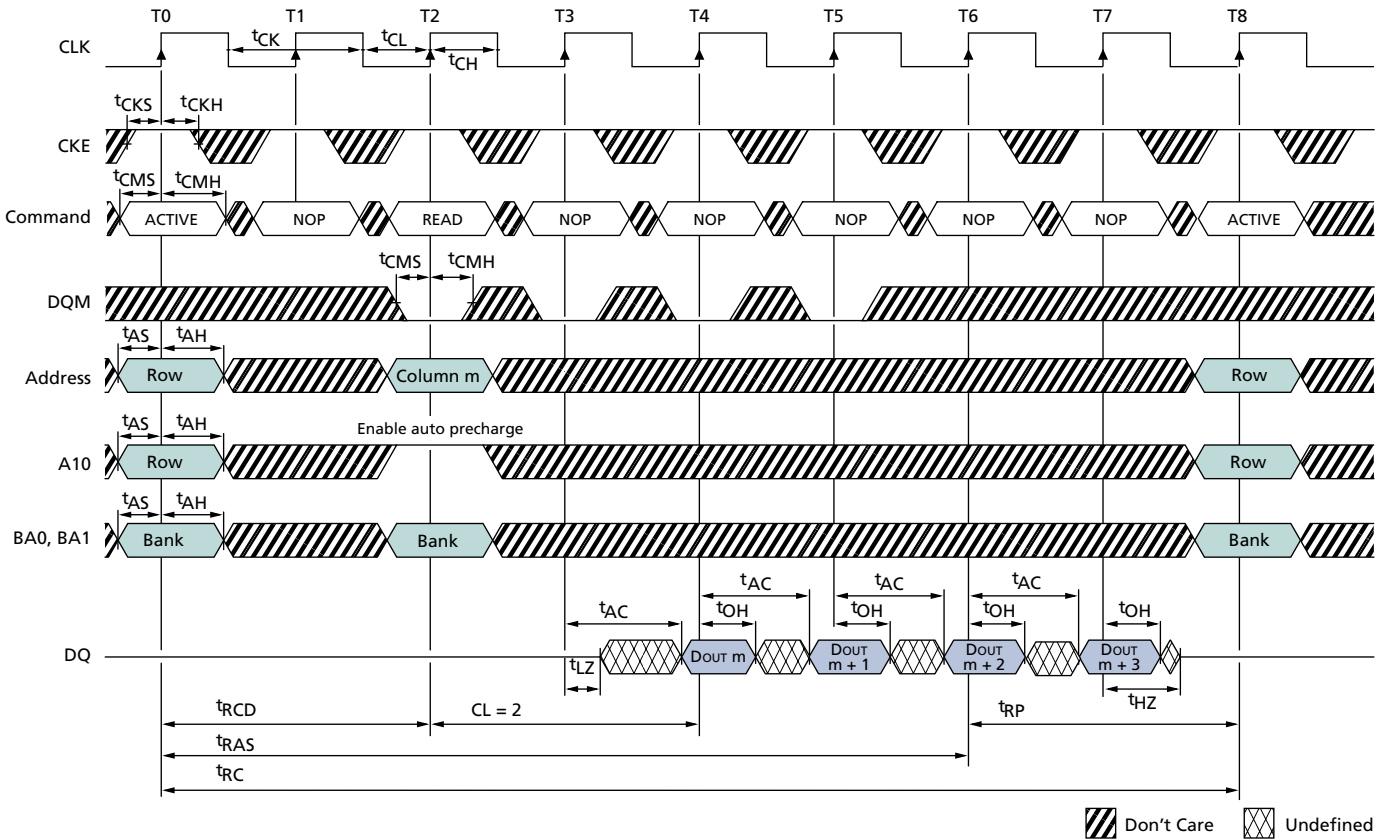 T0 T1 T2 T3 T4 T5 T6 T7 T8
CLK
tCK tCL
tCH
tCKS tCKH
CKE
tCMS tCMH
Command ACTIVE NOP READ NOP NOP NOP NOP NOP ACTIVE
tCMS tCMH
DQM
tAS tAH
Address Row Column m Row
tAS tAH Enable auto precharge
A10 Row Row
tAS tAH
BA0, BA1 Bank Bank Bank
tAC tAC tAC
tAC tOH tOH tOH tOH
DQ DOUT m DOUT m + 1 DOUT m + 2 DOUT m + 3
tLZ tHZ
tRCD CL = 2 tRP
tRAS
tRC
Don't Care Undefined